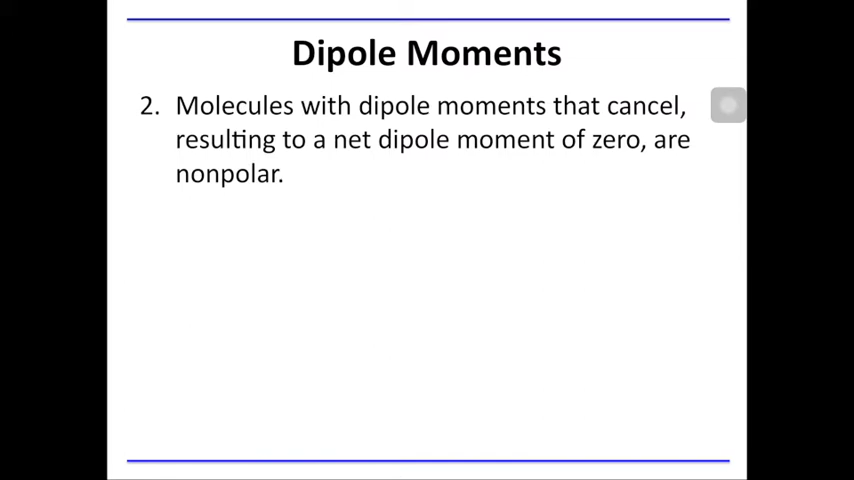 Dipole Moments
2. Molecules with dipole moments that cancel,
resulting to a net dipole moment of zero, are
nonpolar.